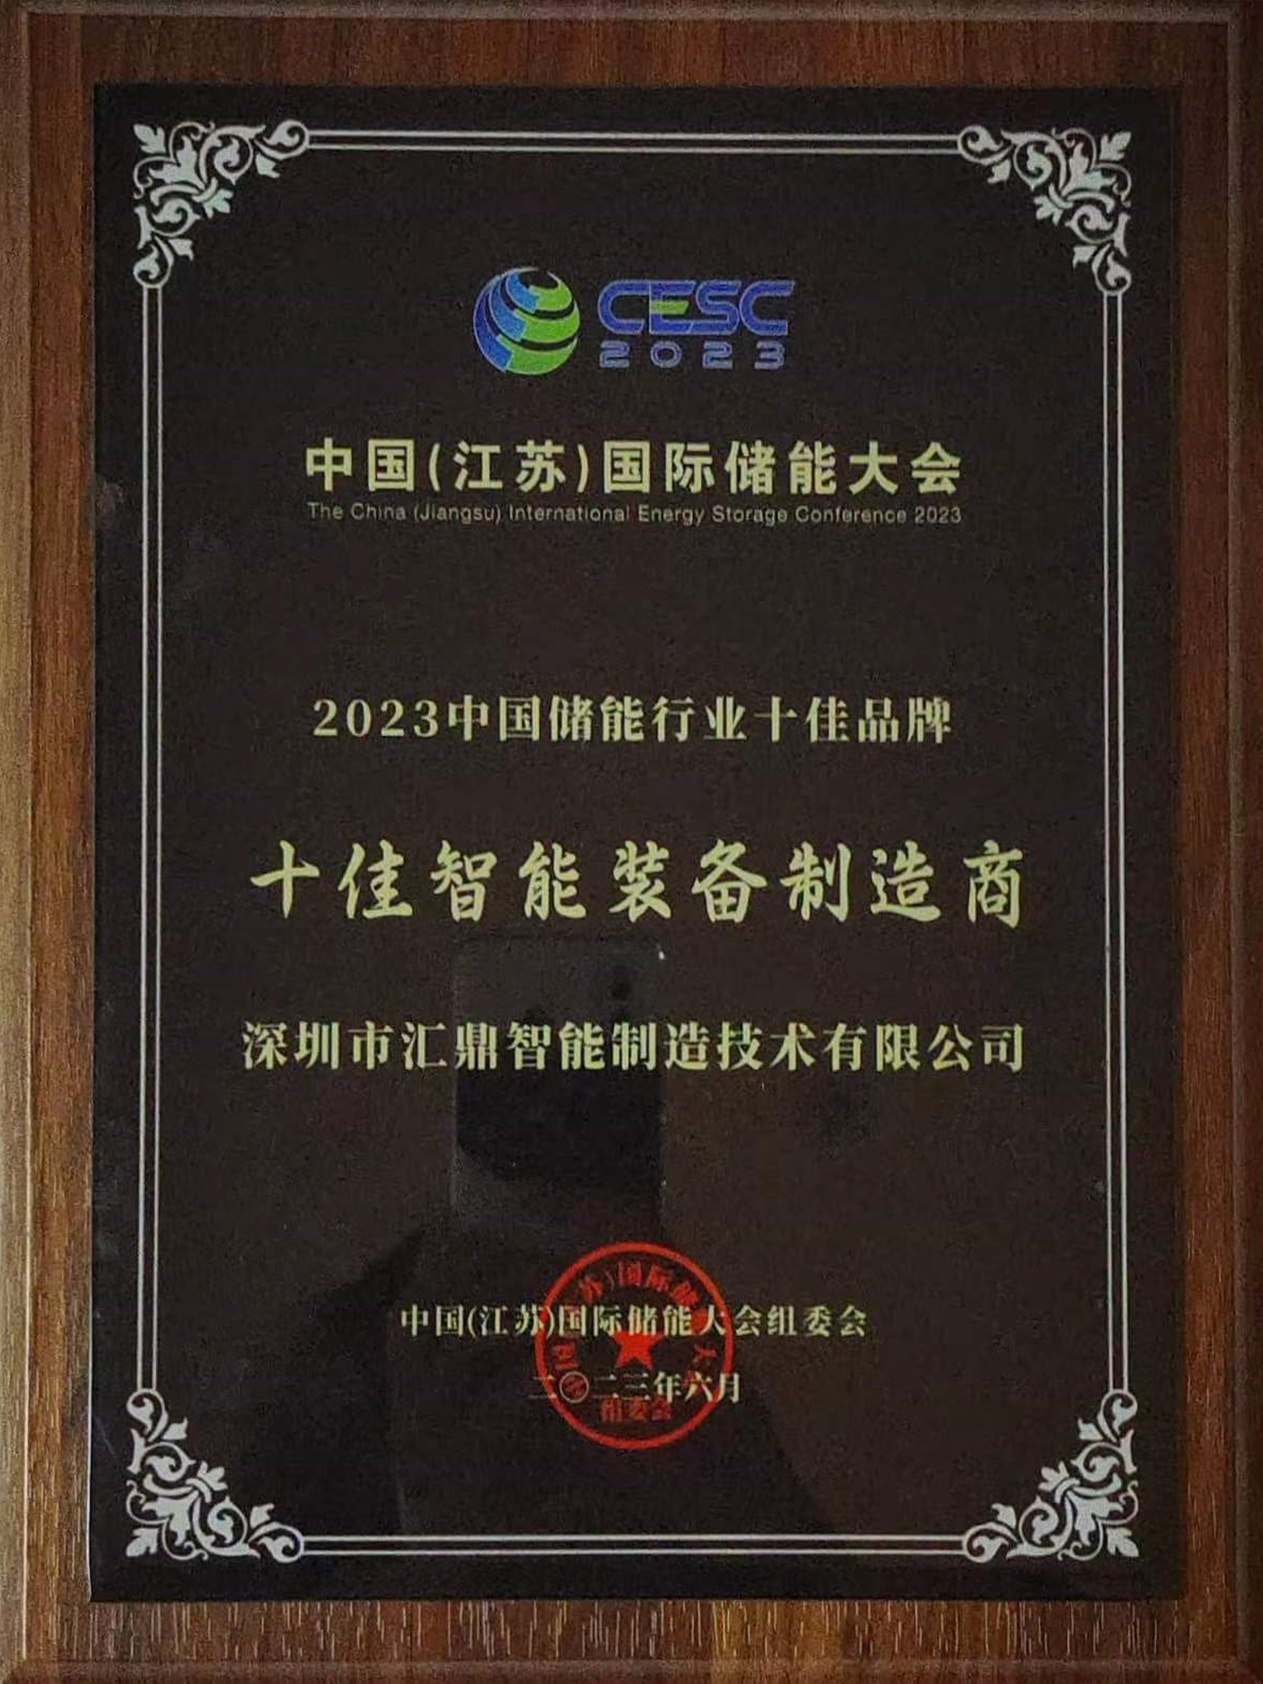 CESC
2023
中国(江苏)国际储能大会
The China (Jiangsu) International Energy Storage Conference 2023
2023中国储能行业十佳品牌
十佳智能装备制造商
深圳市汇鼎智能制造技术有限公司
中国(江苏)国际储能大会组委会
二〇二三年六月
组委会